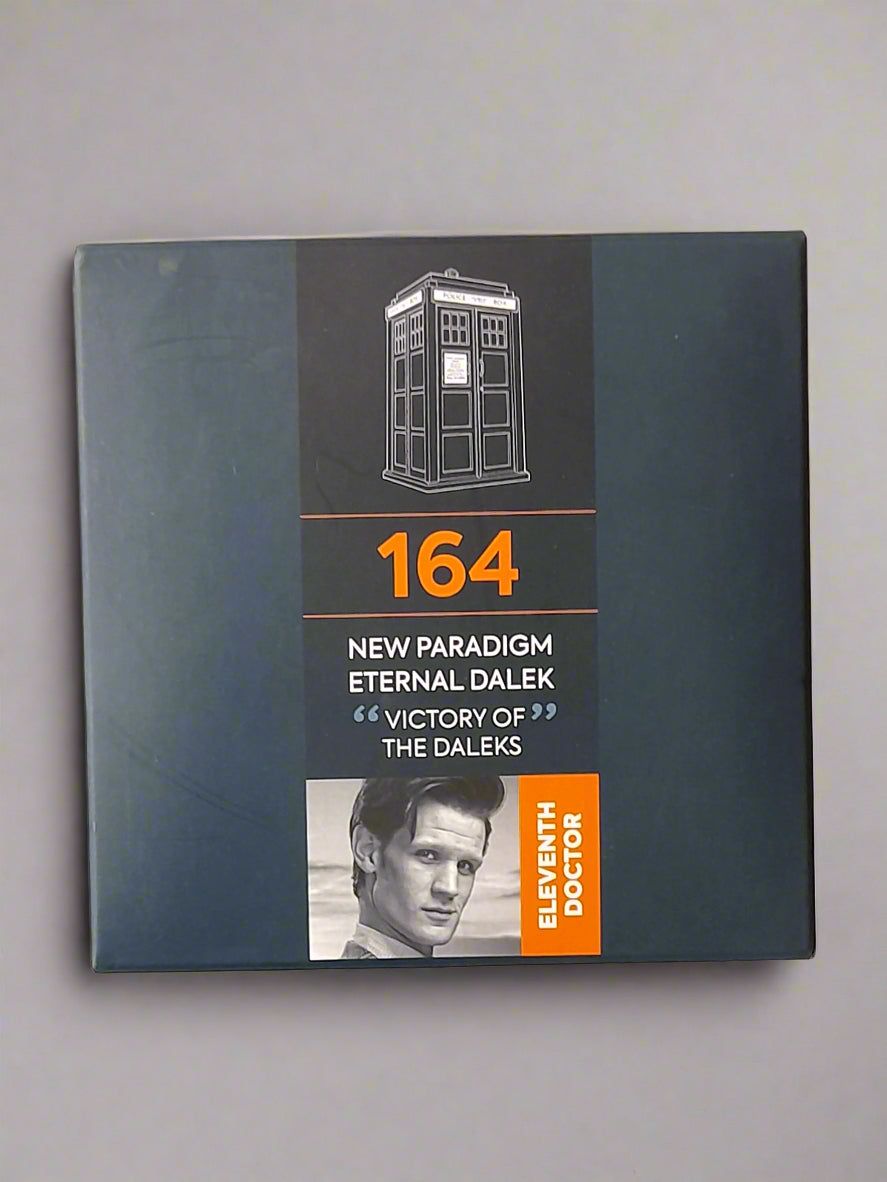 POLICE BOX
164
NEW PARADIGM
ETERNAL DALEK
“VICTORY OF”
THE DALEKS
ELEVENTH
DOCTOR